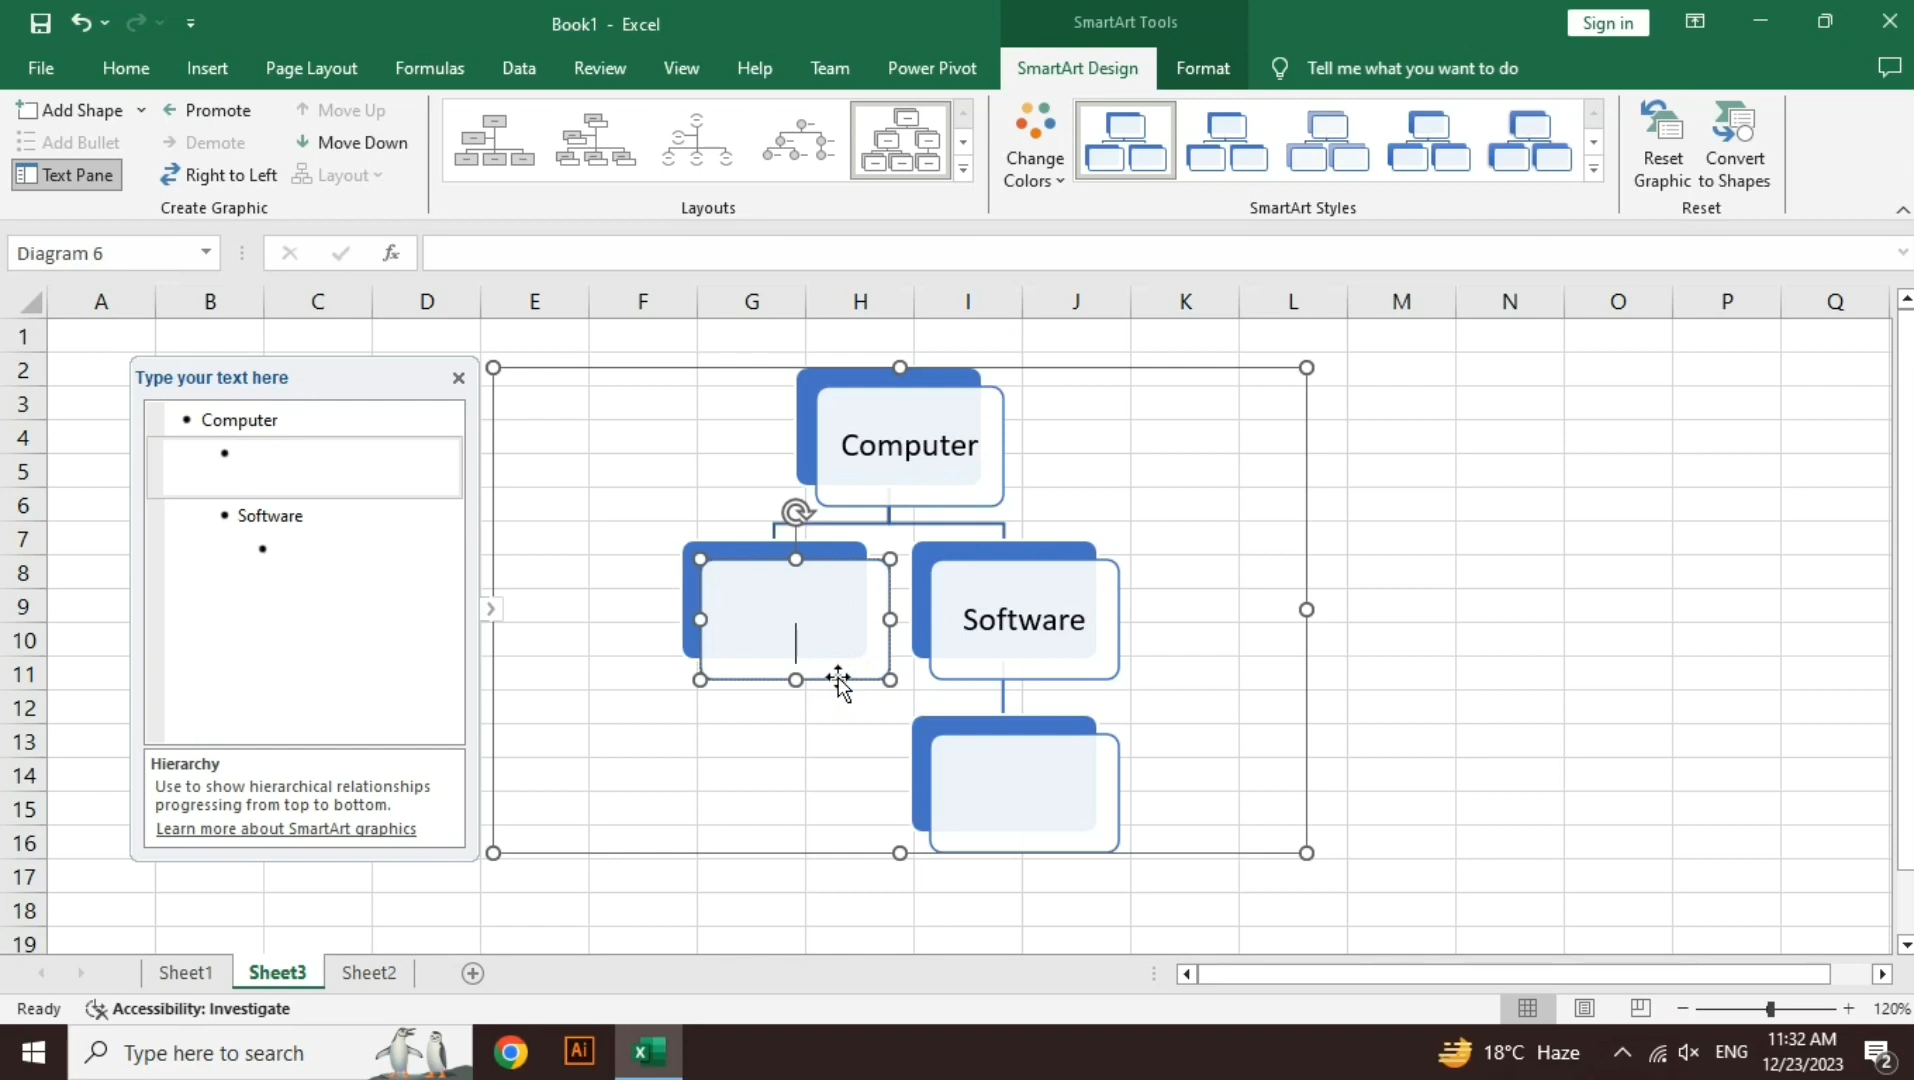 Book1 - Excel
SmartArt Tools
Sign in
File
Home
Insert
Page Layout
Formulas
Data
Review
View
Help
Team
Power Pivot
SmartArt Design
Format
Tell me what you want to do
Add Shape
Promote
Move Up
Add Bullet
Demote
Move Down
Text Pane
Right to Left
Layout
Create Graphic
Layouts
Change
Colors
SmartArt Styles
Reset
Graphic
Convert
to Shapes
Reset
Diagram 6
fx
A B C D E F G H I J K L M N O P Q
1
2
3
4
5
6
7
8
9
10
11
12
13
14
15
16
17
18
19
Type your text here
• Computer
•
• Software
•
Hierarchy
Use to show hierarchical relationships
progressing from top to bottom.
Learn more about SmartArt graphics
Computer
Software
Sheet1
Sheet3
Sheet2
Ready
Accessibility: Investigate
120%
Type here to search
Ai
18°C Haze
ENG
11:32 AM
12/23/2023
2